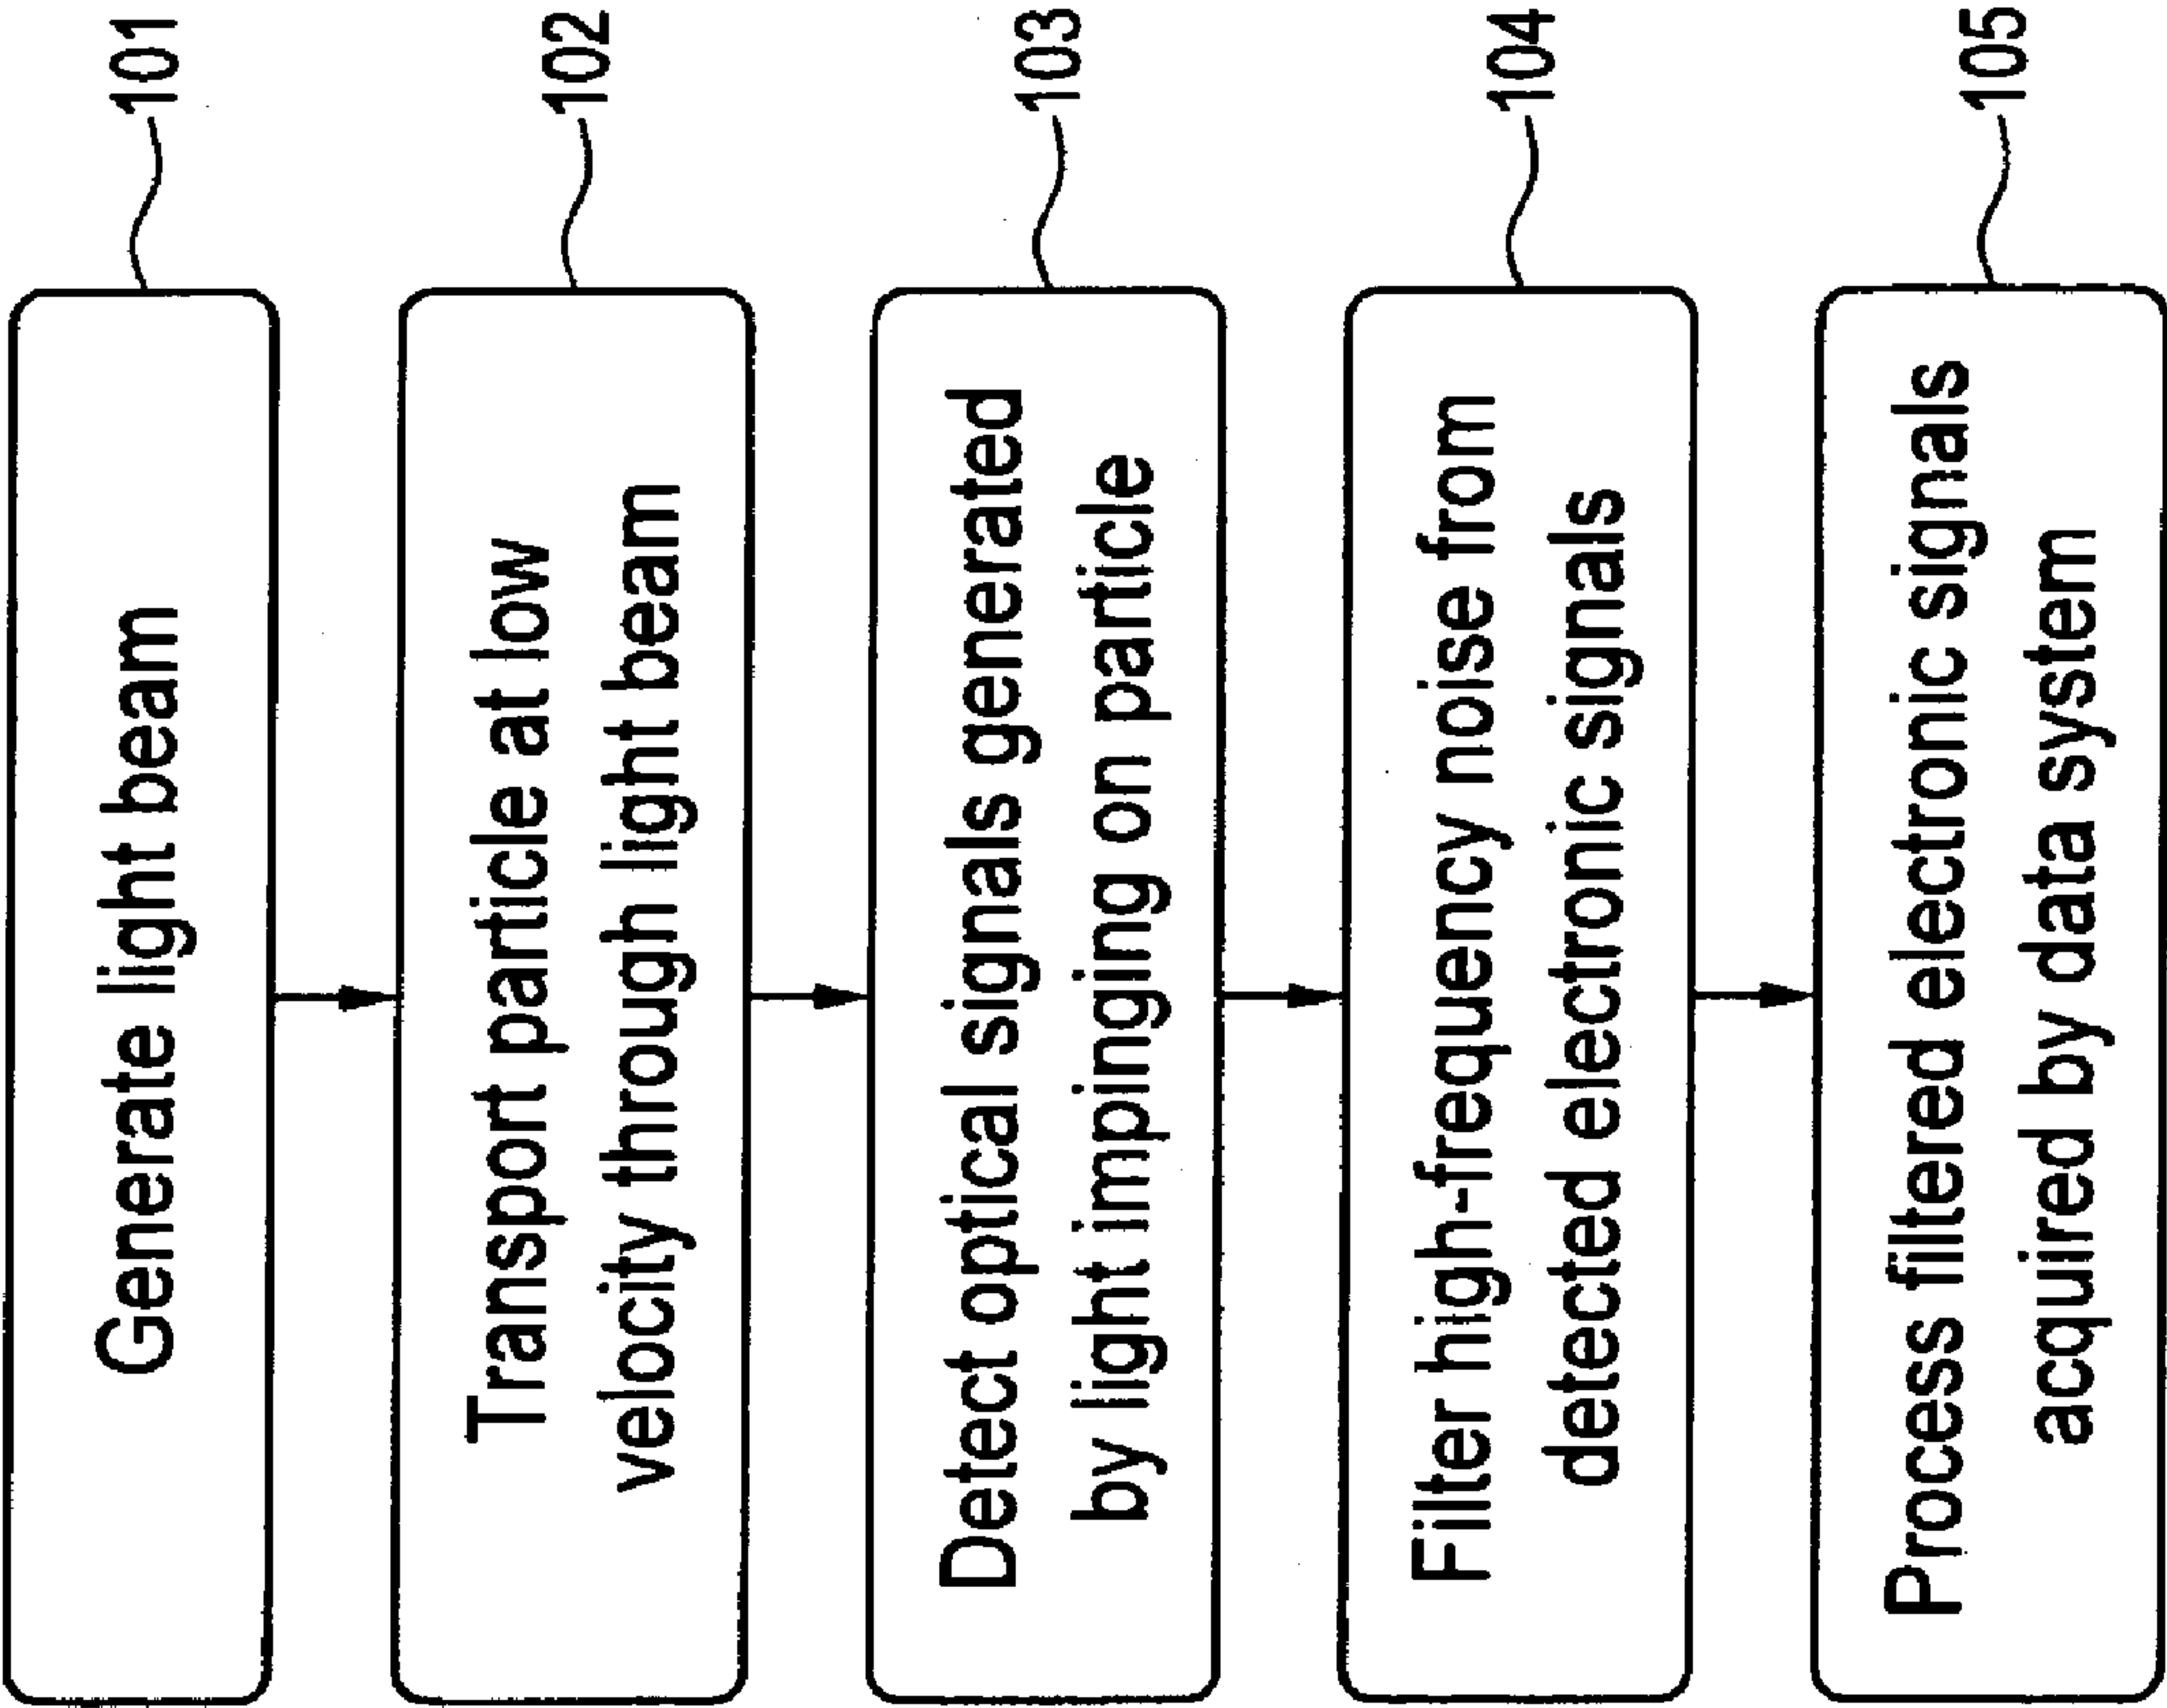 Generate light beam
101
Transport particle at low
velocity through light beam
102
Detect optical signals generated
by light impinging on particle
103
Filter high-frequency noise from
detected electronic signals
104
Process filtered electronic signals
acquired by data system
105